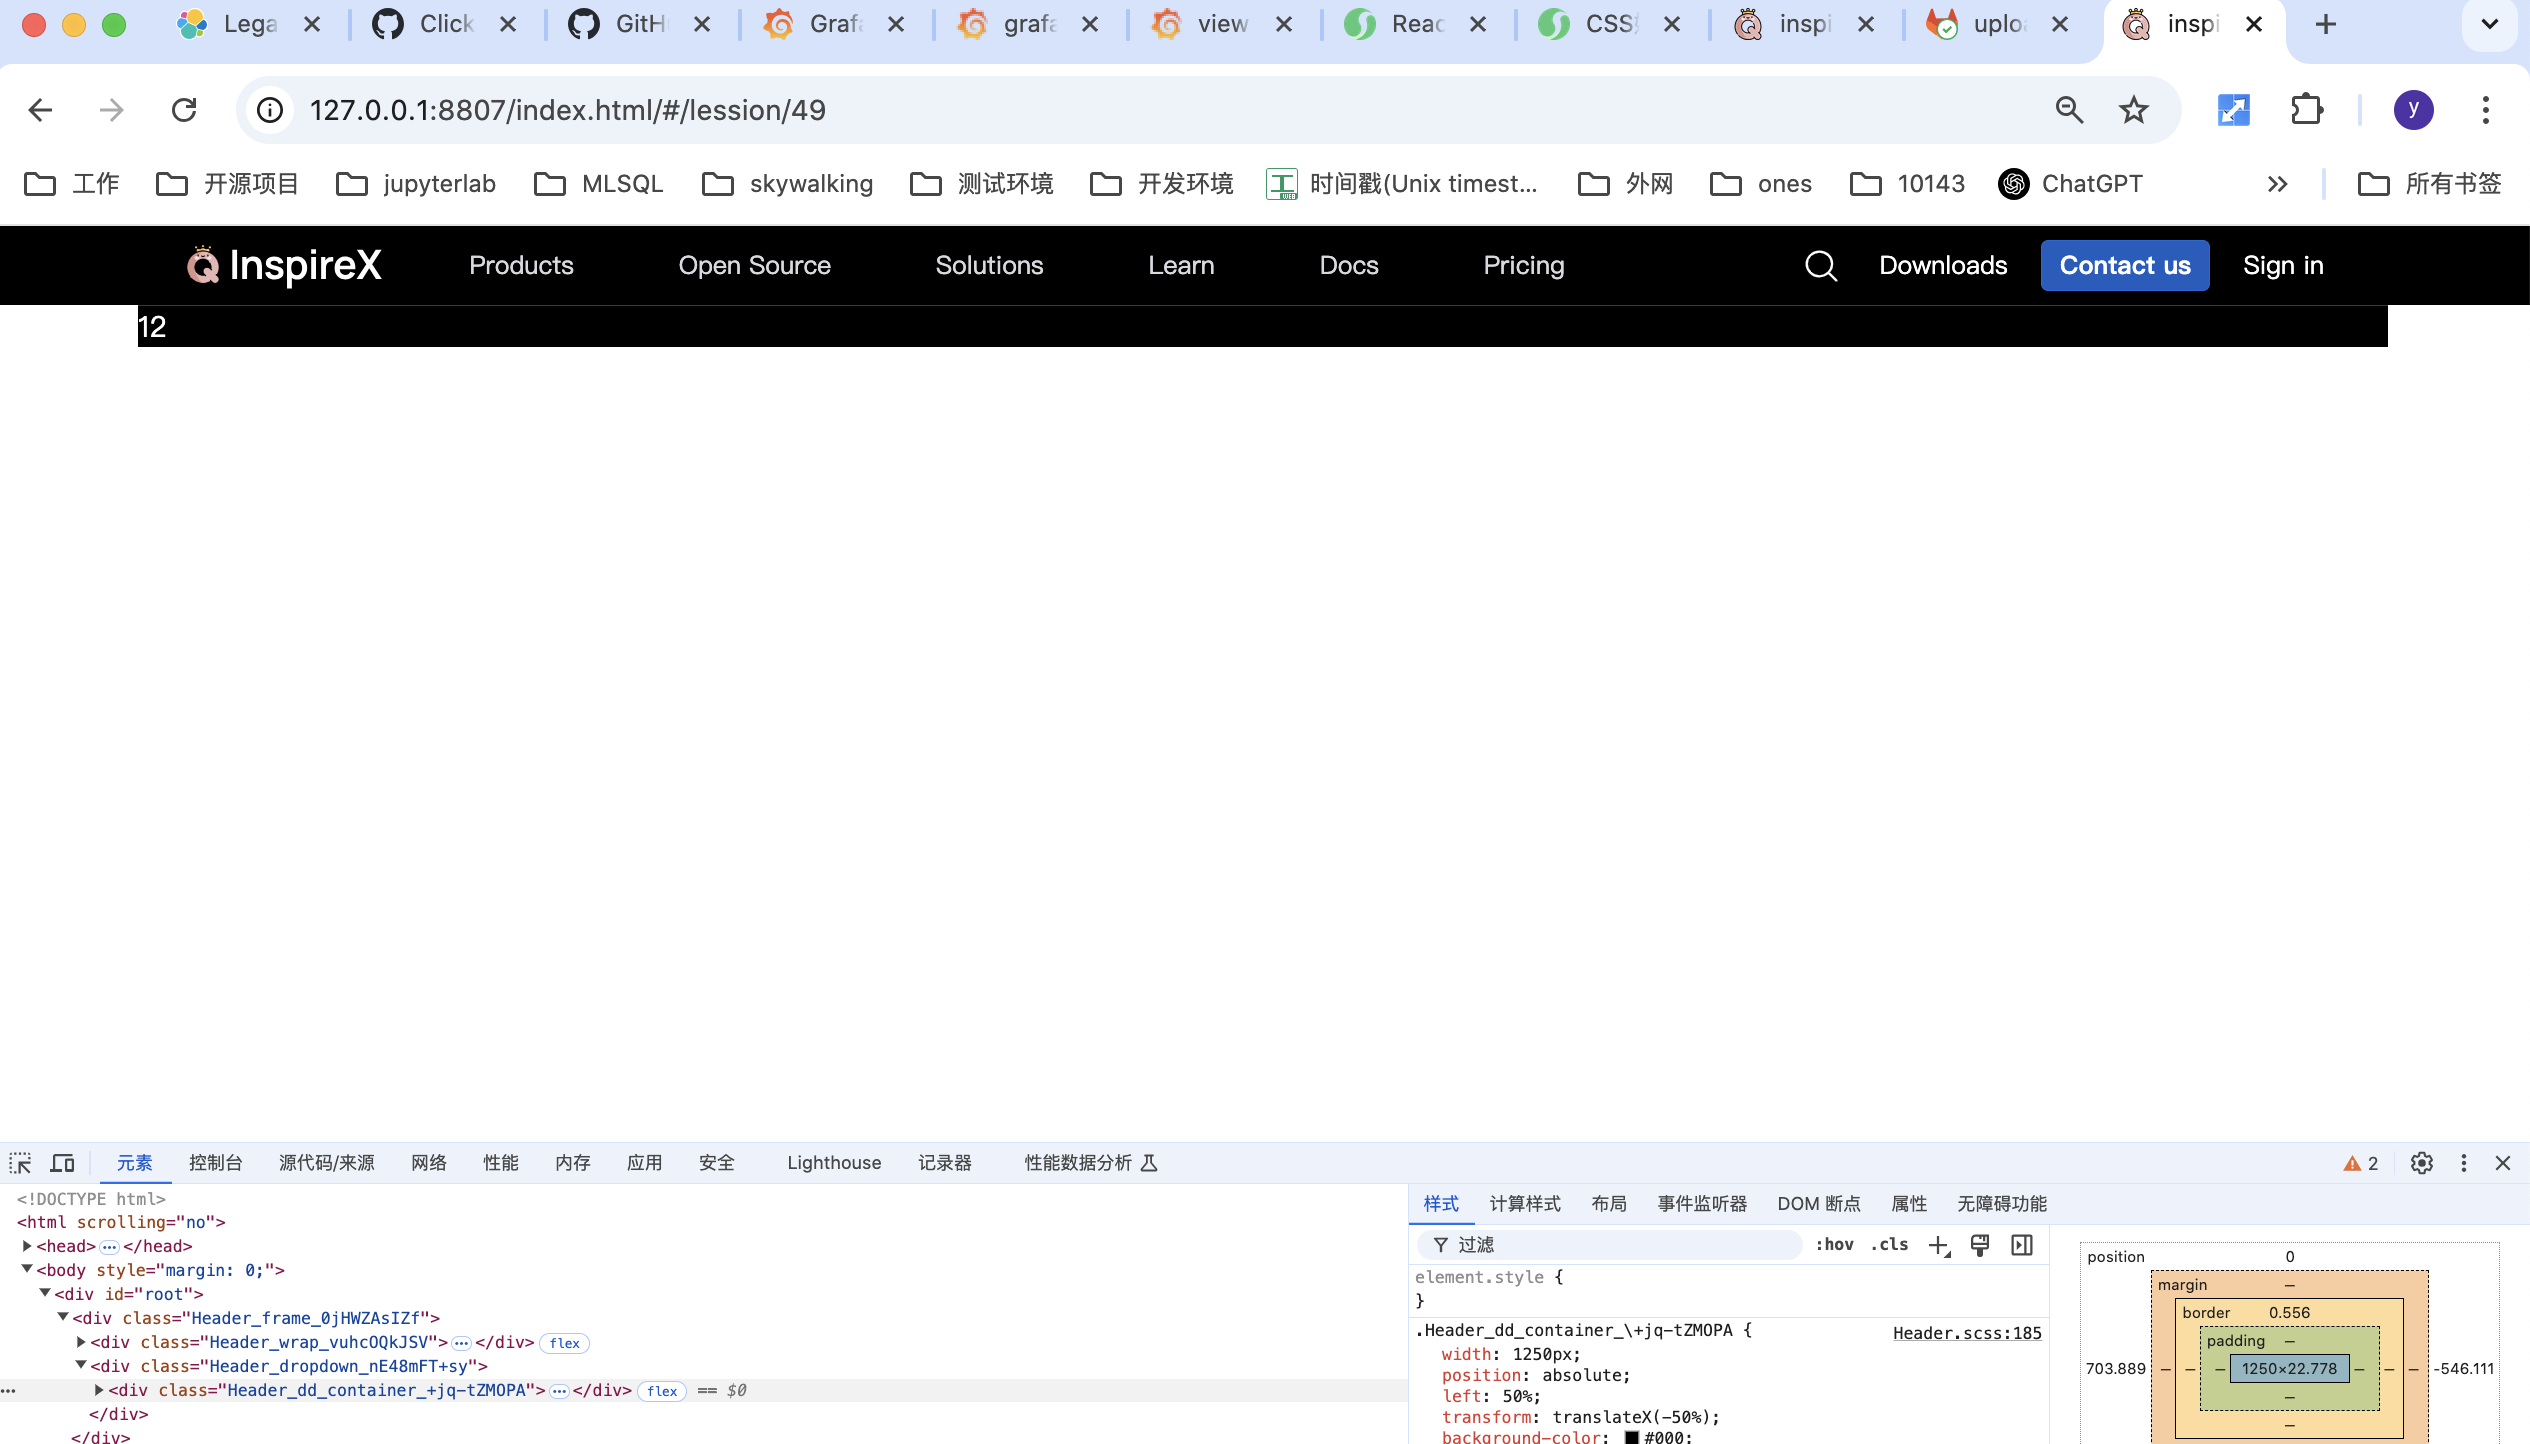 Lega
Click
GitH
Grafa
grafa
view
Reac
CSS
inspi
uploa
inspi
127.0.0.1:8807/index.html/#/lession/49
y
工作
开源项目
jupyterlab
MLSQL
skywalking
测试环境
开发环境
时间戳(Unix timest...
外网
ones
10143
ChatGPT
所有书签
InspireX
Products
Open Source
Solutions
Learn
Docs
Pricing
Downloads
Contact us
Sign in
12
元素
控制台
源代码/来源
网络
性能
内存
应用
安全
Lighthouse
记录器
性能数据分析
2
<!DOCTYPE html>
<html scrolling="no">
<head>…</head>
<body style="margin: 0;">
<div id="root">
<div class="Header_frame_0jHWZAsIZf">
<div class="Header_wrap_vuhcOQkJSV">…</div> flex
<div class="Header_dropdown_nE48mFT+sy">
<div class="Header_dd_container_+jq-tZMOPA">…</div> flex == $0
</div>
</div>
样式
计算样式
布局
事件监听器
DOM 断点
属性
无障碍功能
过滤
:hov
.cls
element.style {
}
.Header_dd_container_\+jq-tZMOPA {
Header.scss:185
width: 1250px;
position: absolute;
left: 50%;
transform: translateX(-50%);
background-color: #000;
position 0
margin –
border 0.556
padding –
703.889 – – – 1250×22.778 – – – -546.111
–
–